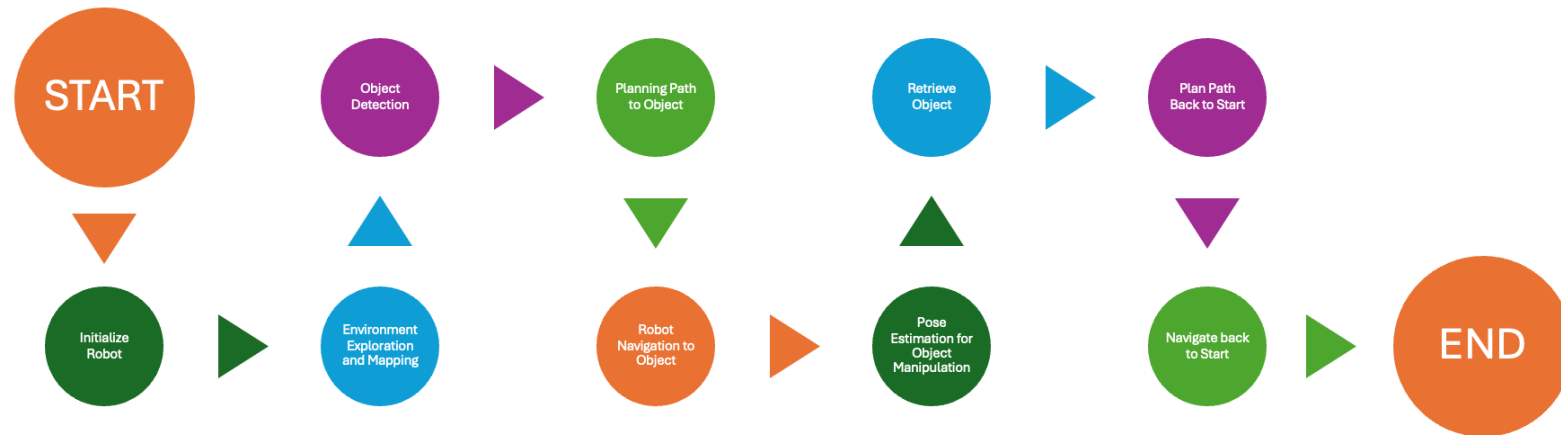 START
Initialize
Robot
Environment
Exploration
and Mapping
Object
Detection
Planning Path
to Object
Robot
Navigation to
Object
Pose
Estimation for
Object
Manipulation
Retrieve
Object
Plan Path
Back to Start
Navigate back
to Start
END